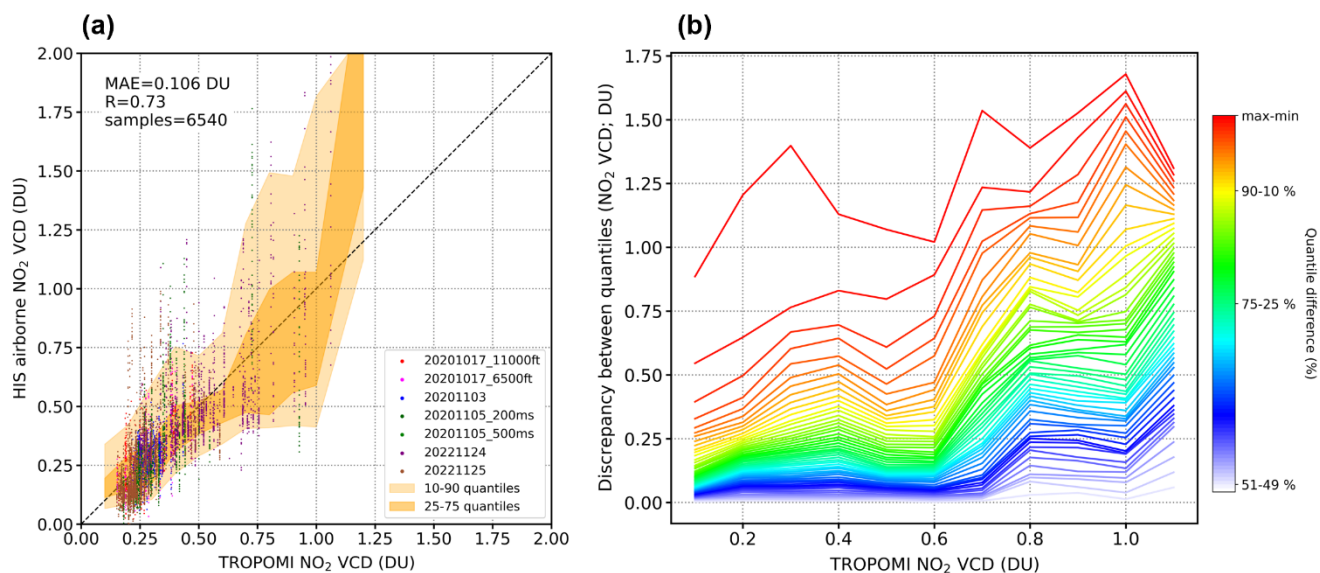 (a)
HIS airborne NO₂ VCD (DU)
2.00
1.75
1.50
1.25
1.00
0.75
0.50
0.25
0.00
MAE=0.106 DU
R=0.73
samples=6540
20201017_11000ft
20201017_6500ft
20201103
20201105_200ms
20201105_500ms
20221124
20221125
10-90 quantiles
25-75 quantiles
0.00 0.25 0.50 0.75 1.00 1.25 1.50 1.75 2.00
TROPOMI NO₂ VCD (DU)
(b)
Discrepancy between quantiles (NO₂ VCD; DU)
1.75
1.50
1.25
1.00
0.75
0.50
0.25
0.00
0.2 0.4 0.6 0.8 1.0
TROPOMI NO₂ VCD (DU)
max-min
90-10 %
75-25 %
51-49 %
Quantile difference (%)